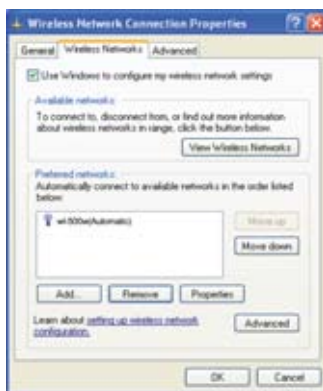 Wireless Network Connection Properties
General Wireless Networks Advanced
Use Windows to configure my wireless network settings
Available networks:
To connect to, disconnect from, or find out more information
about wireless networks in range, click the button below.
View Wireless Networks
Preferred networks:
Automatically connect to available networks in the order listed
below:
(Automatic)
Move up
Move down
Add... Remove Properties
Learn about setting up wireless network
configuration.
Advanced
OK Cancel